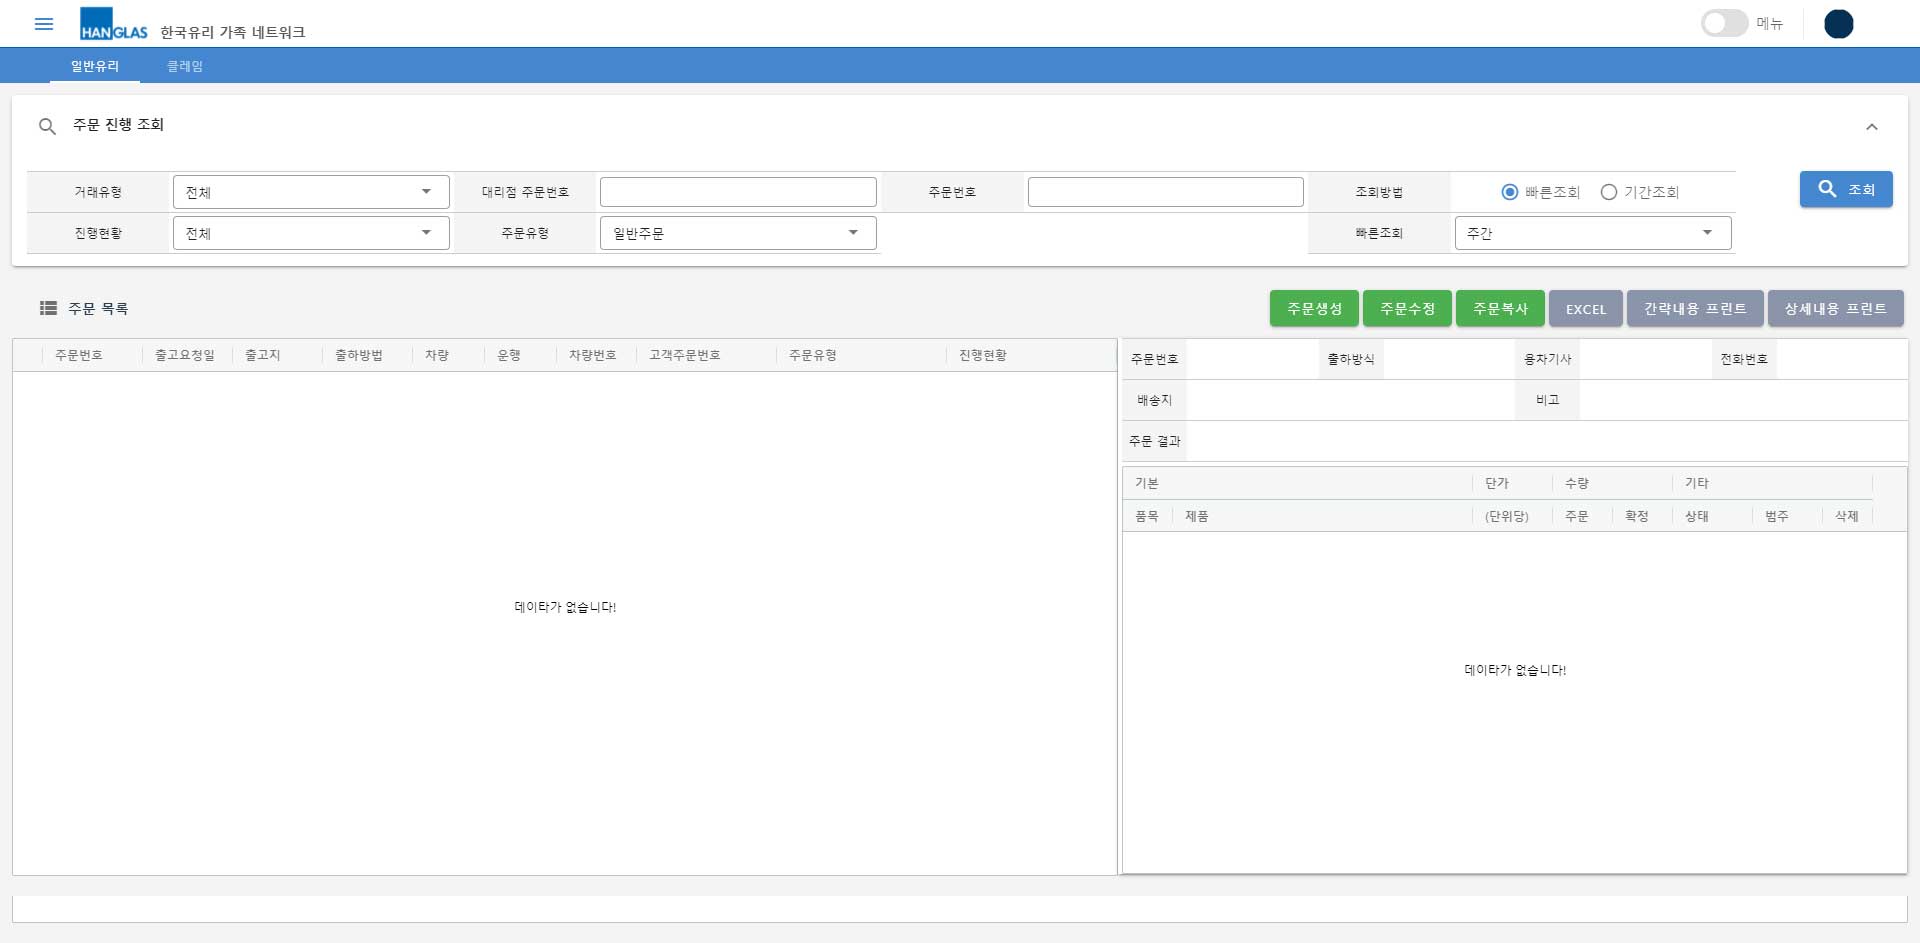 HANGLAS 한국유리 가족 네트워크 메뉴
일반유리 클레임
주문 진행 조회
거래유형 전체 대리점 주문번호 주문번호 조회방법 빠른조회 기간조회 조회
진행현황 전체 주문유형 일반주문 빠른조회 주간
주문 목록 주문생성 주문수정 주문복사 EXCEL 간략내용 프린트 상세내용 프린트
주문번호 출고요청일 출고지 출하방법 차량 운행 차량번호 고객주문번호 주문유형 진행현황
데이타가 없습니다!
주문번호 출하방식 용차기사 전화번호
배송지 비고
주문 결과
기본 단가 수량 기타
품목 제품 (단위당) 주문 확정 상태 범주 삭제
데이타가 없습니다!